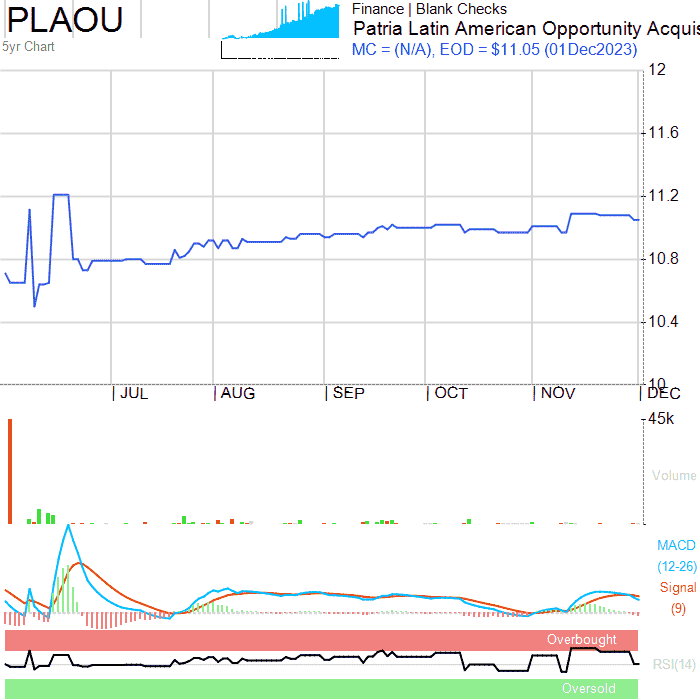 PLAOU
5yr Chart
Finance | Blank Checks
Patria Latin American Opportunity Acquis
MC = (N/A), EOD = $11.05 (01Dec2023)
12
11.6
11.2
10.8
10.4
10
| JUL | AUG | SEP | OCT | NOV | DEC
45k
Volume
MACD
(12-26)
Signal
(9)
Overbought
RSI(14)
Oversold